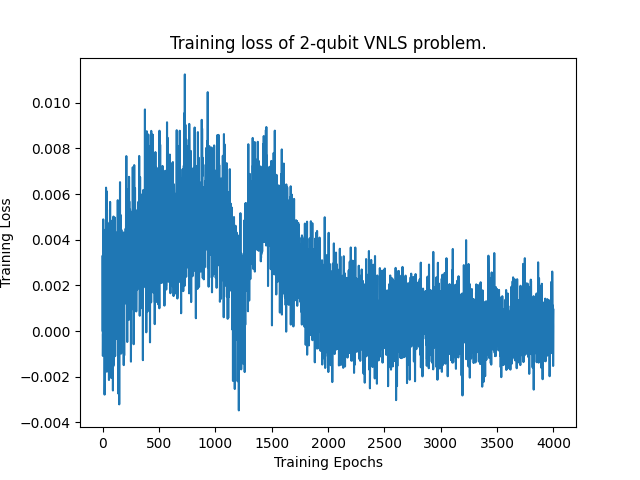 Training loss of 2-qubit VNLS problem.
0.010
0.008
0.006
0.004
0.002
0.000
−0.002
−0.004
Training Loss
0 500 1000 1500 2000 2500 3000 3500 4000
Training Epochs